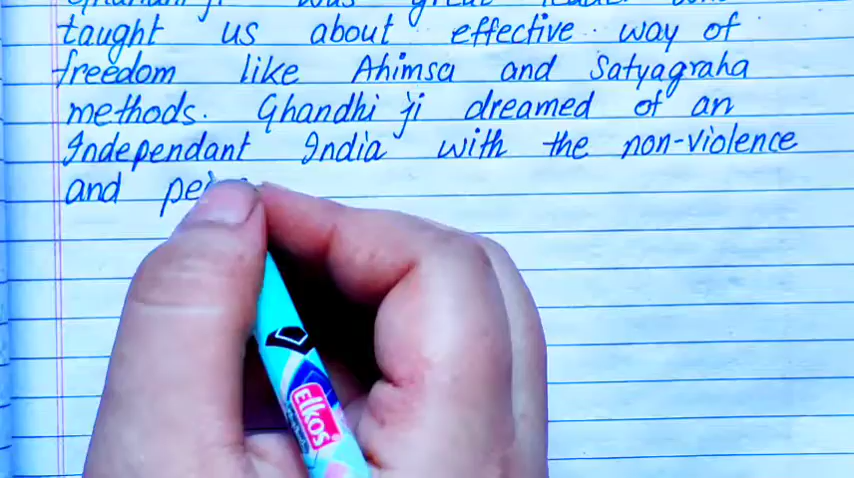 taught us about effective way of
freedom like Ahimsa and Satyagraha
methods. Ghandhi ji dreamed of an
Independant India with the non-violence
and
Elkos